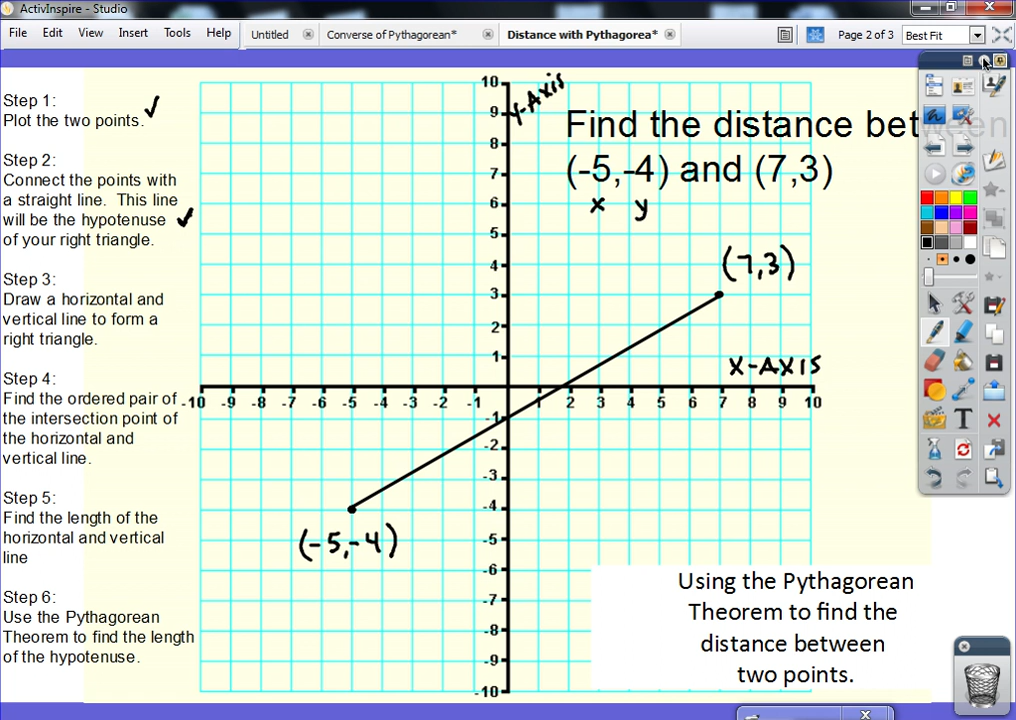 ActivInspire - Studio
File Edit View Insert Tools Help
Untitled Converse of Pythagorean* Distance with Pythagorea* Page 2 of 3 Best Fit
Step 1:
Plot the two points. ✓
Step 2:
Connect the points with
a straight line. This line
will be the hypotenuse ✓
of your right triangle.
Step 3:
Draw a horizontal and
vertical line to form a
right triangle.
Step 4:
Find the ordered pair of
the intersection point of
the horizontal and
vertical line.
Step 5:
Find the length of the
horizontal and vertical
line
Step 6:
Use the Pythagorean
Theorem to find the length
of the hypotenuse.
Y-AXIS
Find the distance between
(-5,-4) and (7,3)
x y
(7,3)
X-AXIS
(-5,-4)
10
9
8
7
6
5
4
3
2
1
-10 -9 -8 -7 -6 -5 -4 -3 -2 -1 1 2 3 4 5 6 7 8 9 10
-1
-2
-3
-4
-5
-6
-7
-8
-9
-10
Using the Pythagorean
Theorem to find the
distance between
two points.